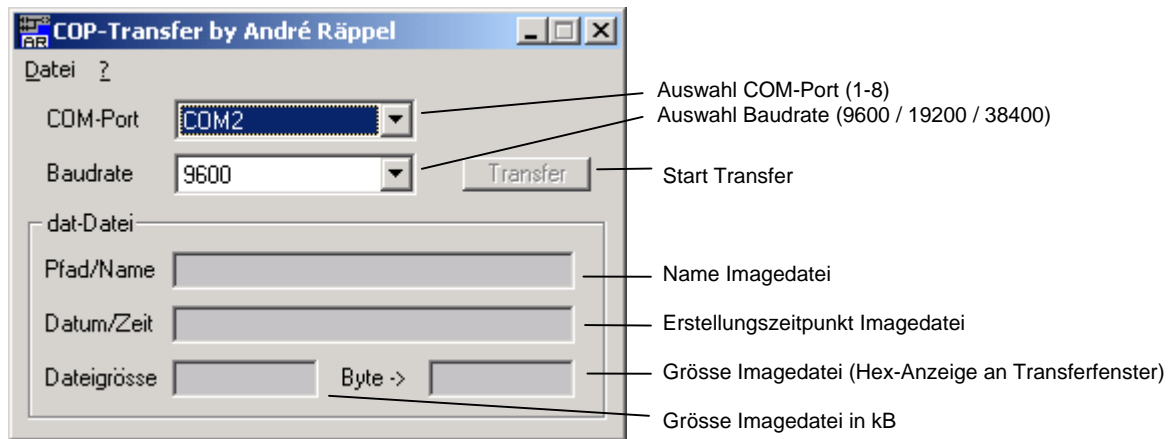 AR COP-Transfer by André Räppel
Datei ?
COM-Port COM2
Auswahl COM-Port (1-8)
Auswahl Baudrate (9600 / 19200 / 38400)
Baudrate 9600 Transfer
Start Transfer
dat-Datei
Pfad/Name
Name Imagedatei
Datum/Zeit
Erstellungszeitpunkt Imagedatei
Dateigrösse Byte ->
Grösse Imagedatei (Hex-Anzeige an Transferfenster)
Grösse Imagedatei in kB